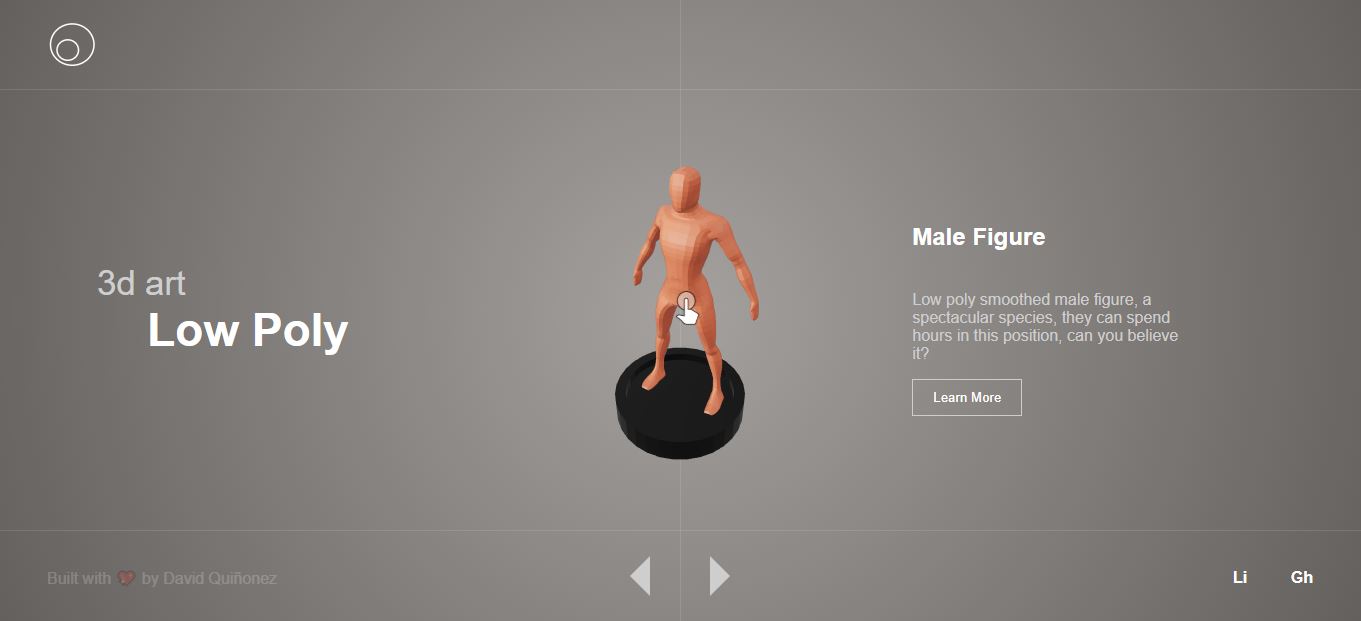 3d art
Low Poly
Male Figure
Low poly smoothed male figure, a
spectacular species, they can spend
hours in this position, can you believe
it?
Learn More
Built with ❤️ by David Quiñonez
Li
Gh